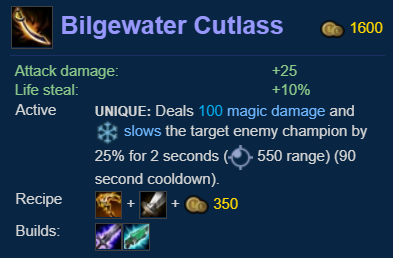 Bilgewater Cutlass 1600
Attack damage: +25
Life steal: +10%
Active UNIQUE: Deals 100 magic damage and
slows the target enemy champion by
25% for 2 seconds ( 550 range) (90
second cooldown).
Recipe + + 350
Builds: